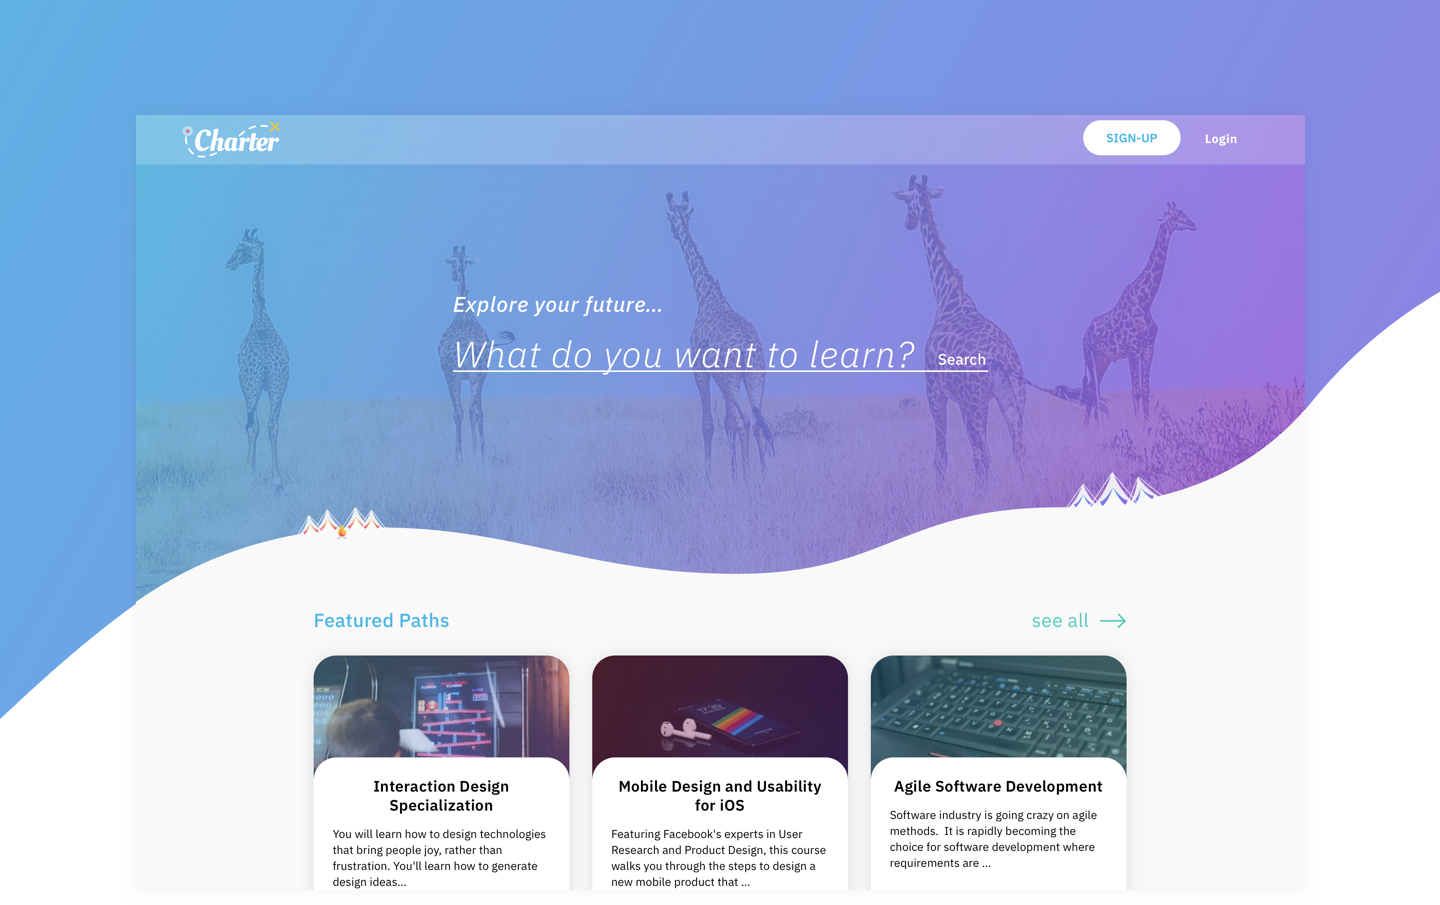 Charter
SIGN-UP
Login
Explore your future...
What do you want to learn?
Search
Featured Paths
see all
Interaction Design
Specialization
You will learn how to design technologies
that bring people joy, rather than
frustration. You'll learn how to generate
design ideas...
Mobile Design and Usability
for iOS
Featuring Facebook's experts in User
Research and Product Design, this course
walks you through the steps to design a
new mobile product that ...
Agile Software Development
Software industry is going crazy on agile
methods.  It is rapidly becoming the
choice for software development where
requirements are ...